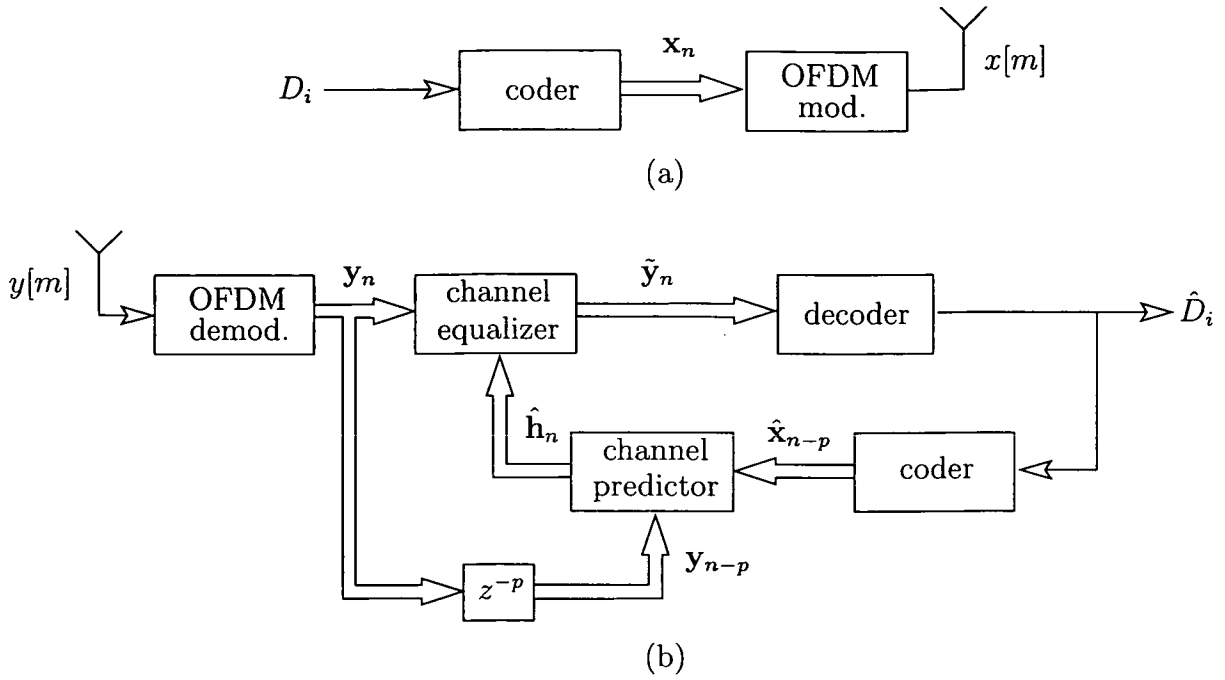 D_i
coder
𝐱_n
OFDM
mod.
x[m]
(a)
y[m]
OFDM
demod.
𝐲_n
channel
equalizer
𝐲̃_n
decoder
D̂_i
𝐡̂_n
channel
predictor
𝐱̂_{n−p}
coder
z^{−p}
𝐲_{n−p}
(b)